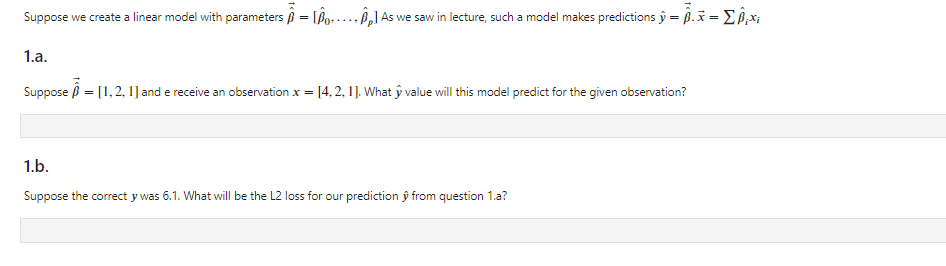 Suppose we create a linear model with parameters $\vec{\hat{\beta}} = [\hat{\beta}_0, \ldots, \hat{\beta}_p]$ As we saw in lecture, such a model makes predictions $\hat{y} = \vec{\hat{\beta}}.\vec{x} = \sum \hat{\beta}_i x_i$
1.a.
Suppose $\vec{\hat{\beta}} = [1, 2, 1]$ and e receive an observation x = [4, 2, 1]. What $\hat{y}$ value will this model predict for the given observation?
1.b.
Suppose the correct y was 6.1. What will be the L2 loss for our prediction $\hat{y}$ from question 1.a?